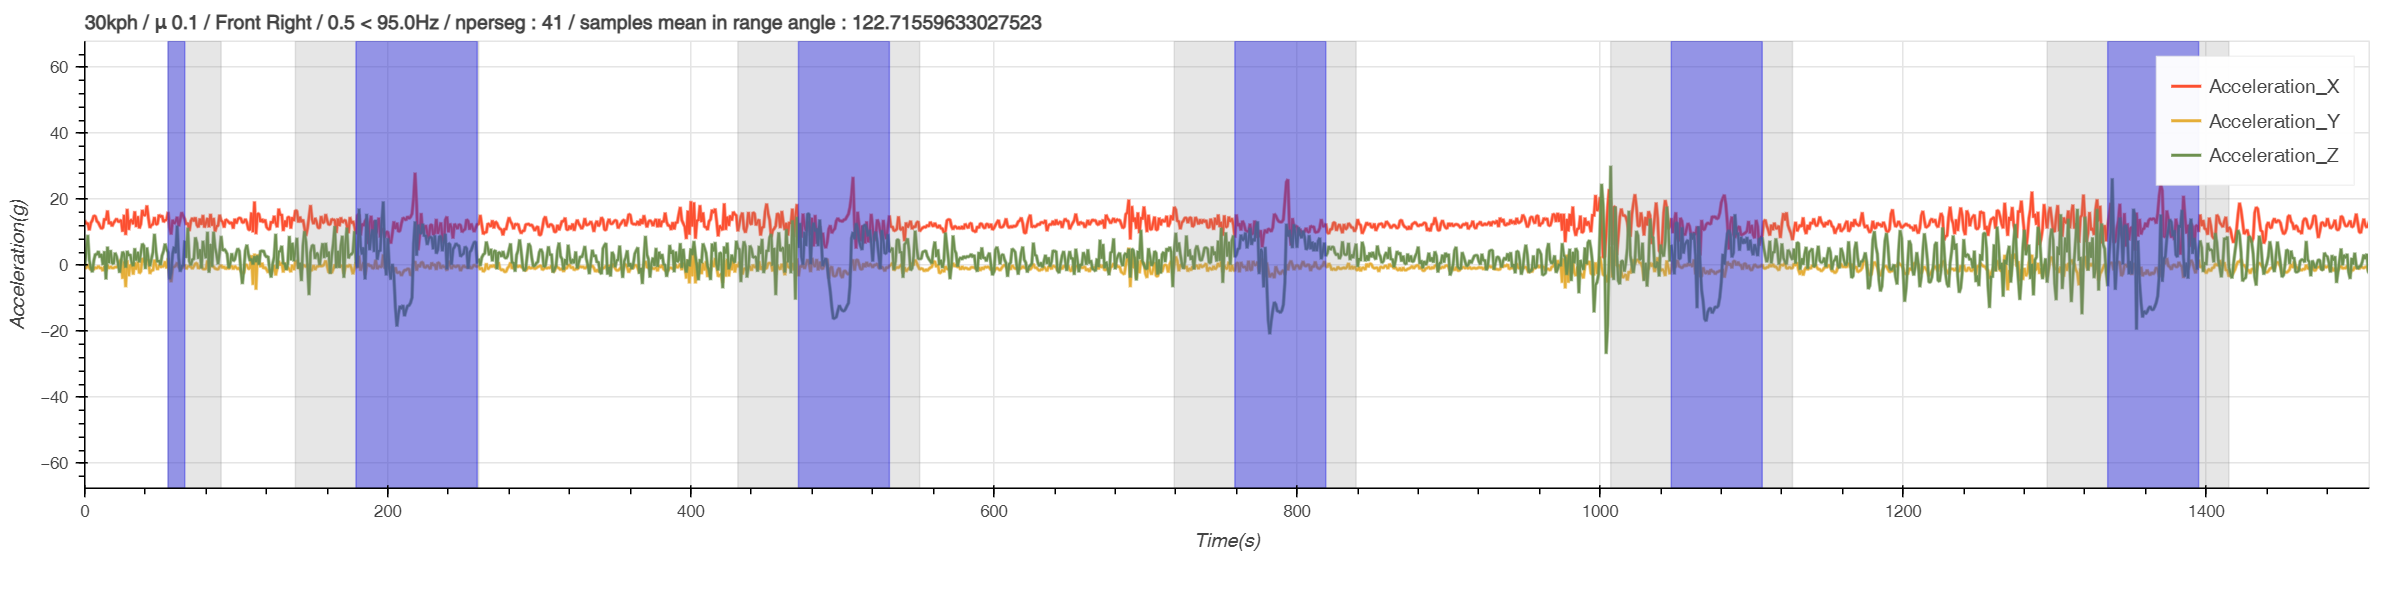 30kph / μ 0.1 / Front Right / 0.5 < 95.0Hz / nperseg : 41 / samples mean in range angle : 122.71559633027523
60
40
20
0
−20
−40
−60
Acceleration(g)
Acceleration_X
Acceleration_Y
Acceleration_Z
0 200 400 600 800 1000 1200 1400
Time(s)